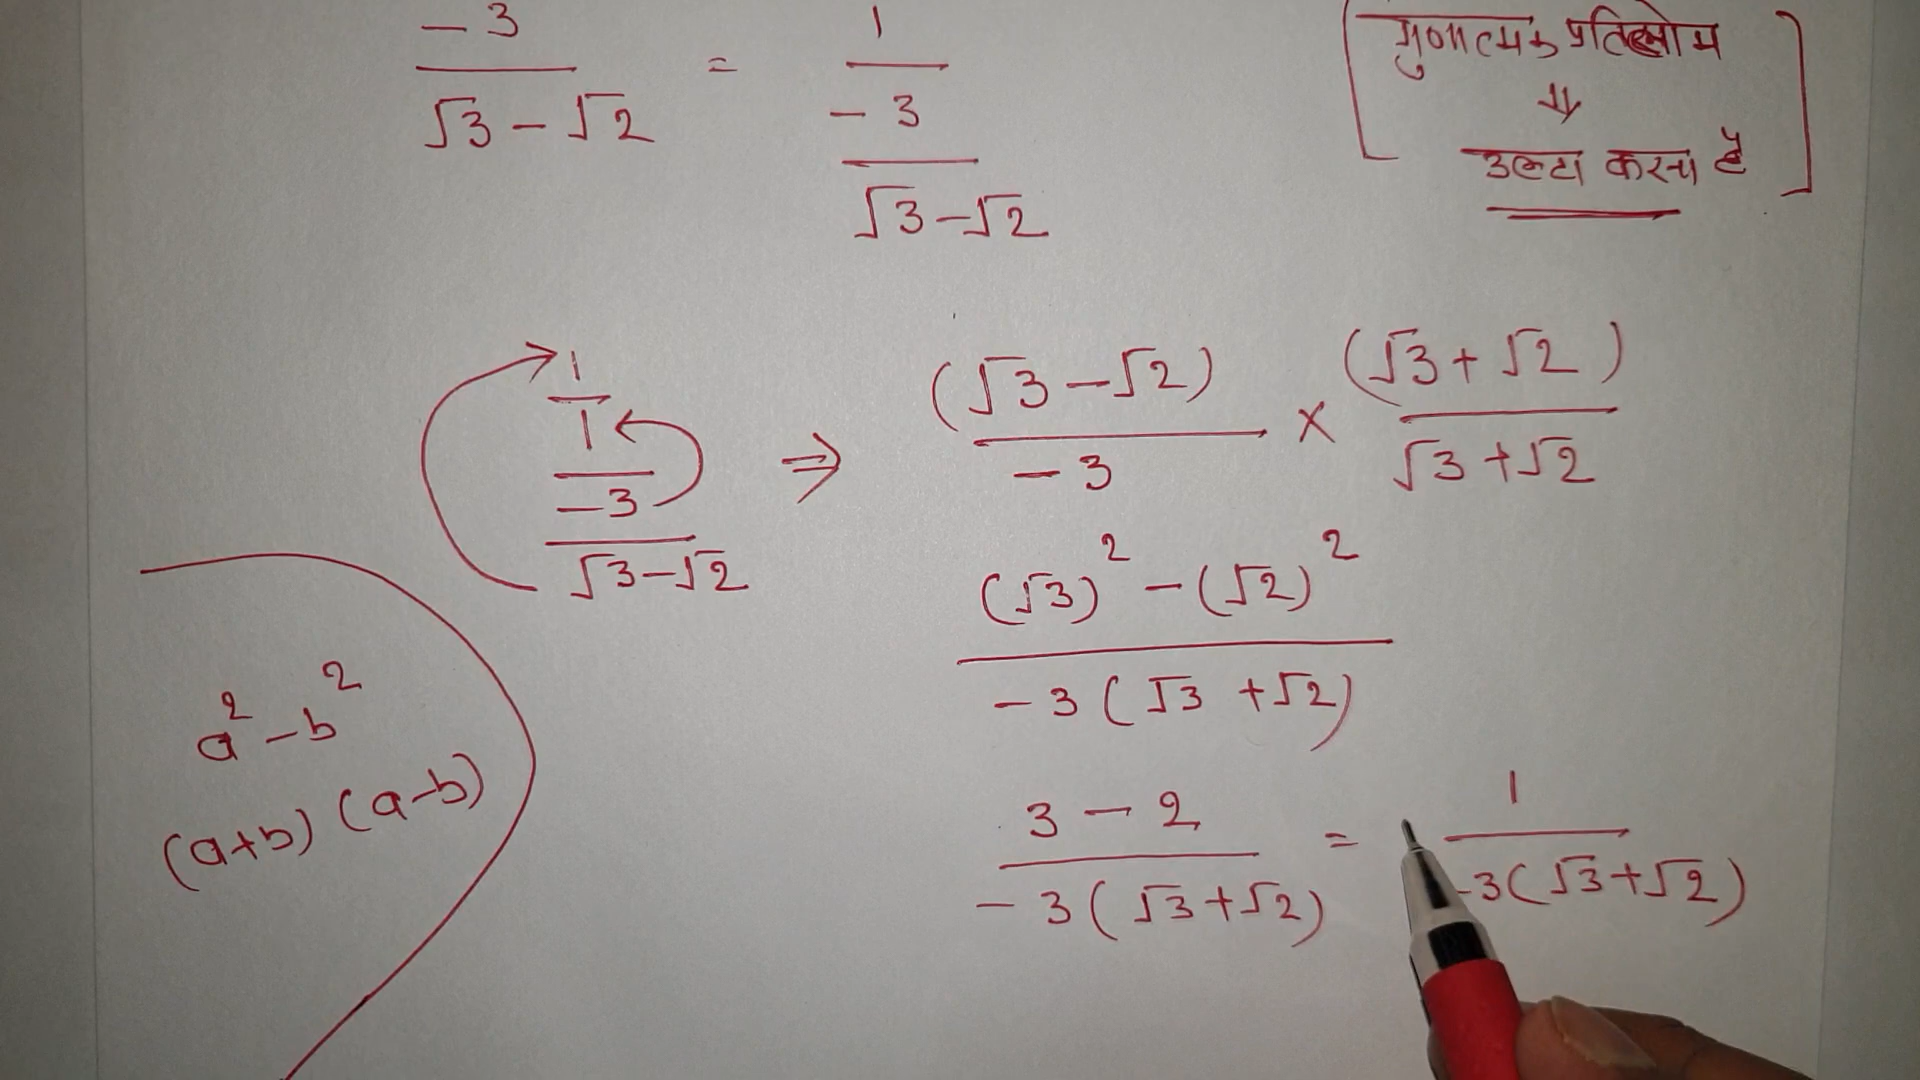 -3/(√3-√2) = 1/(-3/(√3-√2))
गुणात्मक प्रतिलोम
⇓
उल्टा करना है
1/1
1/-3
√3-√2
⇒ (√3-√2)/-3 × (√3+√2)/(√3+√2)
((√3)²-(√2)²)/(-3(√3+√2))
a²-b²
(a+b) (a-b)
(3-2)/(-3(√3+√2)) = 1/(-3(√3+√2))